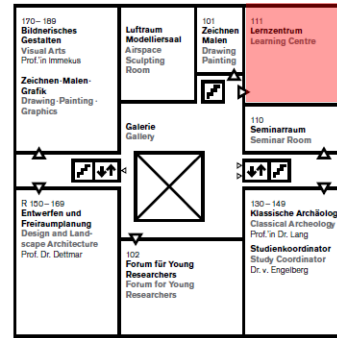 170–189
Bildnerisches
Gestalten
Visual Arts
Prof.'in Immekus
Zeichnen·Malen·
Grafik
Drawing·Painting·
Graphics
Luftraum
Modelliersaal
Airspace
Sculpting
Room
101
Zeichnen
Malen
Drawing
Painting
111
Lernzentrum
Learning Centre
110
Seminarraum
Seminar Room
Galerie
Gallery
R 150–169
Entwerfen und
Freiraumplanung
Design and Land-
scape Architecture
Prof. Dr. Dettmar
102
Forum für Young
Researchers
Forum for Young
Researchers
130–149
Klassische Archäolog
Classical Archeology
Prof.'in Dr. Lang
Studienkoordinator
Study Coordinator
Dr. v. Engelberg